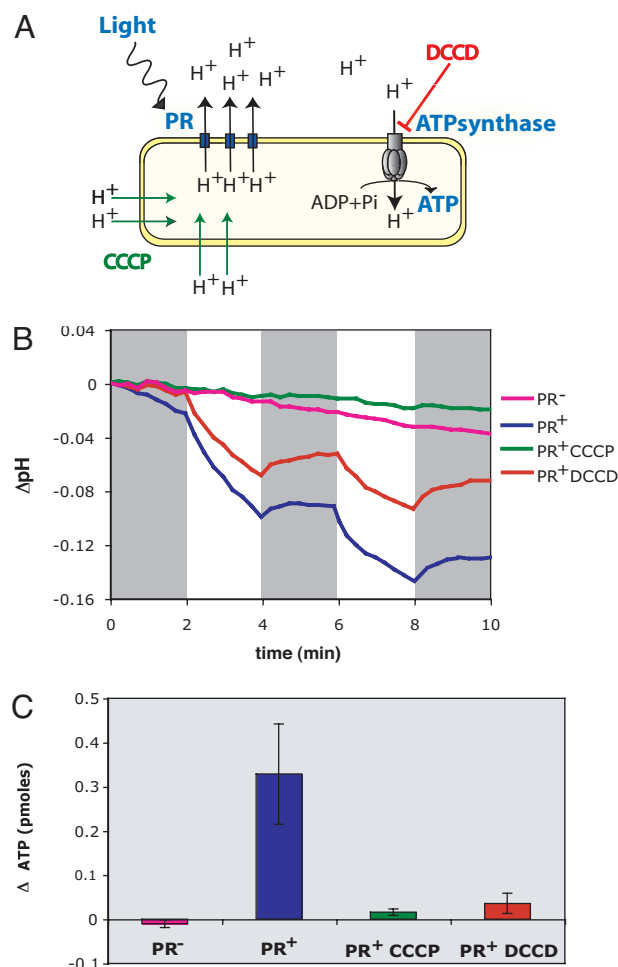 A
Light
H+
H+ H+
H+ H+ H+ H+
DCCD
PR
ATPsynthase
H+ H+ H+
H+
H+
ADP+Pi ATP
H+
CCCP
H+ H+
B
0.04
0
-0.04
-0.08
-0.12
-0.16
ΔpH
0 2 4 6 8 10
time (min)
PR-
PR+
PR+CCCP
PR+DCCD
C
0.5
0.4
0.3
0.2
0.1
0
-0.1
Δ ATP (pmoles)
PR- PR+ PR+ CCCP PR+ DCCD